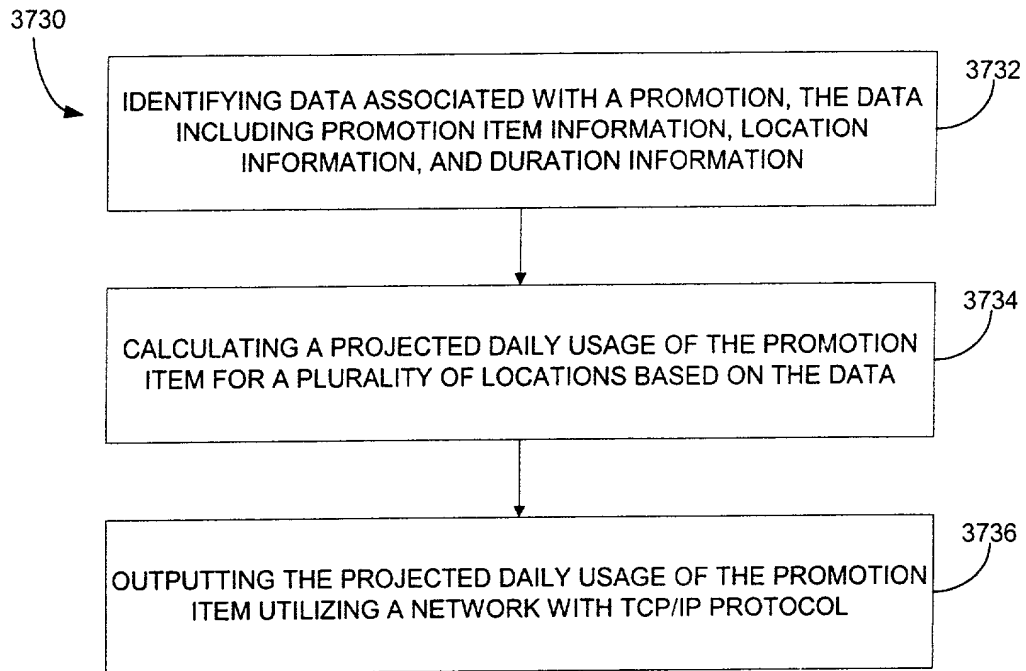 3730
3732
IDENTIFYING DATA ASSOCIATED WITH A PROMOTION, THE DATA
INCLUDING PROMOTION ITEM INFORMATION, LOCATION
INFORMATION, AND DURATION INFORMATION
3734
CALCULATING A PROJECTED DAILY USAGE OF THE PROMOTION
ITEM FOR A PLURALITY OF LOCATIONS BASED ON THE DATA
3736
OUTPUTTING THE PROJECTED DAILY USAGE OF THE PROMOTION
ITEM UTILIZING A NETWORK WITH TCP/IP PROTOCOL